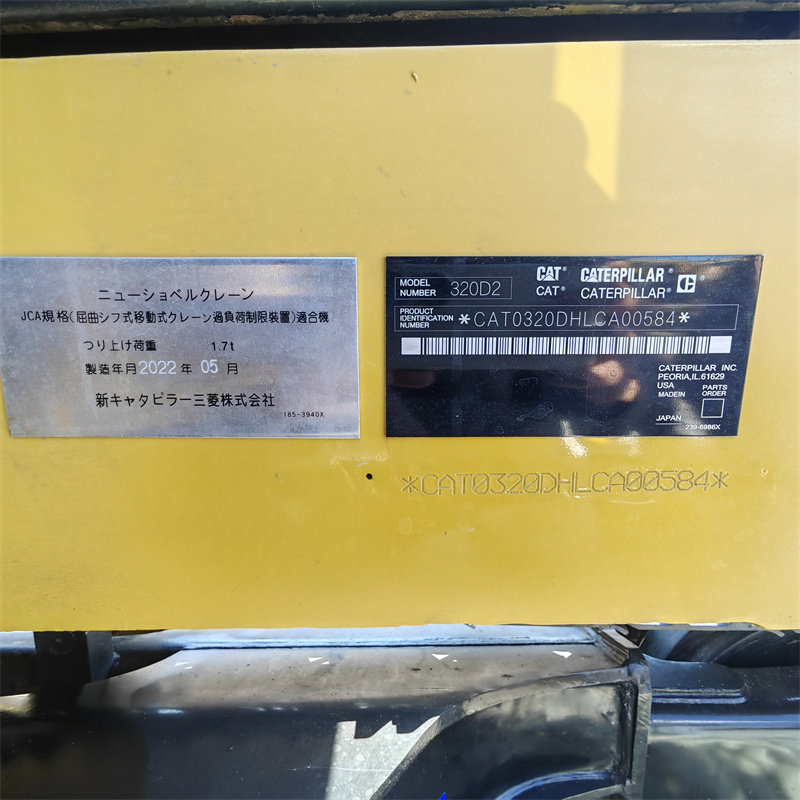 ニューショベルクレーン
JCA規格(屈曲シフ式移動式クレーン過負荷制限装置)適合機
つり上げ荷重 1.7t
製造年月 2022 年 05 月
新キャタピラー三菱株式会社
185-3940X
MODEL NUMBER 320D2
CAT® CATERPILLAR®
CAT® CATERPILLAR®
C®
PRODUCT IDENTIFICATION NUMBER *CAT0320DHLCA00584*
CATERPILLAR INC.
PEORIA,IL.61629
USA
MADEIN
JAPAN
PARTS ORDER
239-6986X
*CAT0320DHLCA00584*